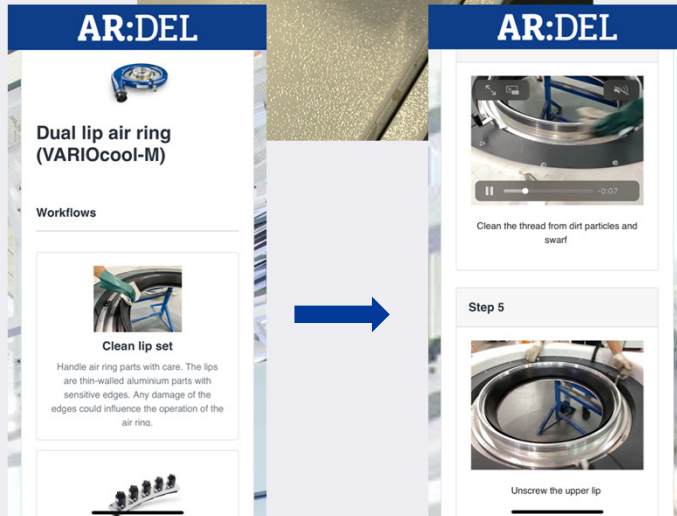 AR:DEL
Dual lip air ring
(VARIOcool-M)
Workflows
Clean lip set
Handle air ring parts with care. The lips
are thin-walled aluminium parts with
sensitive edges. Any damage of the
edges could influence the operation of the
air ring.
AR:DEL
-0:07
Clean the thread from dirt particles and
swarf
Step 5
Unscrew the upper lip